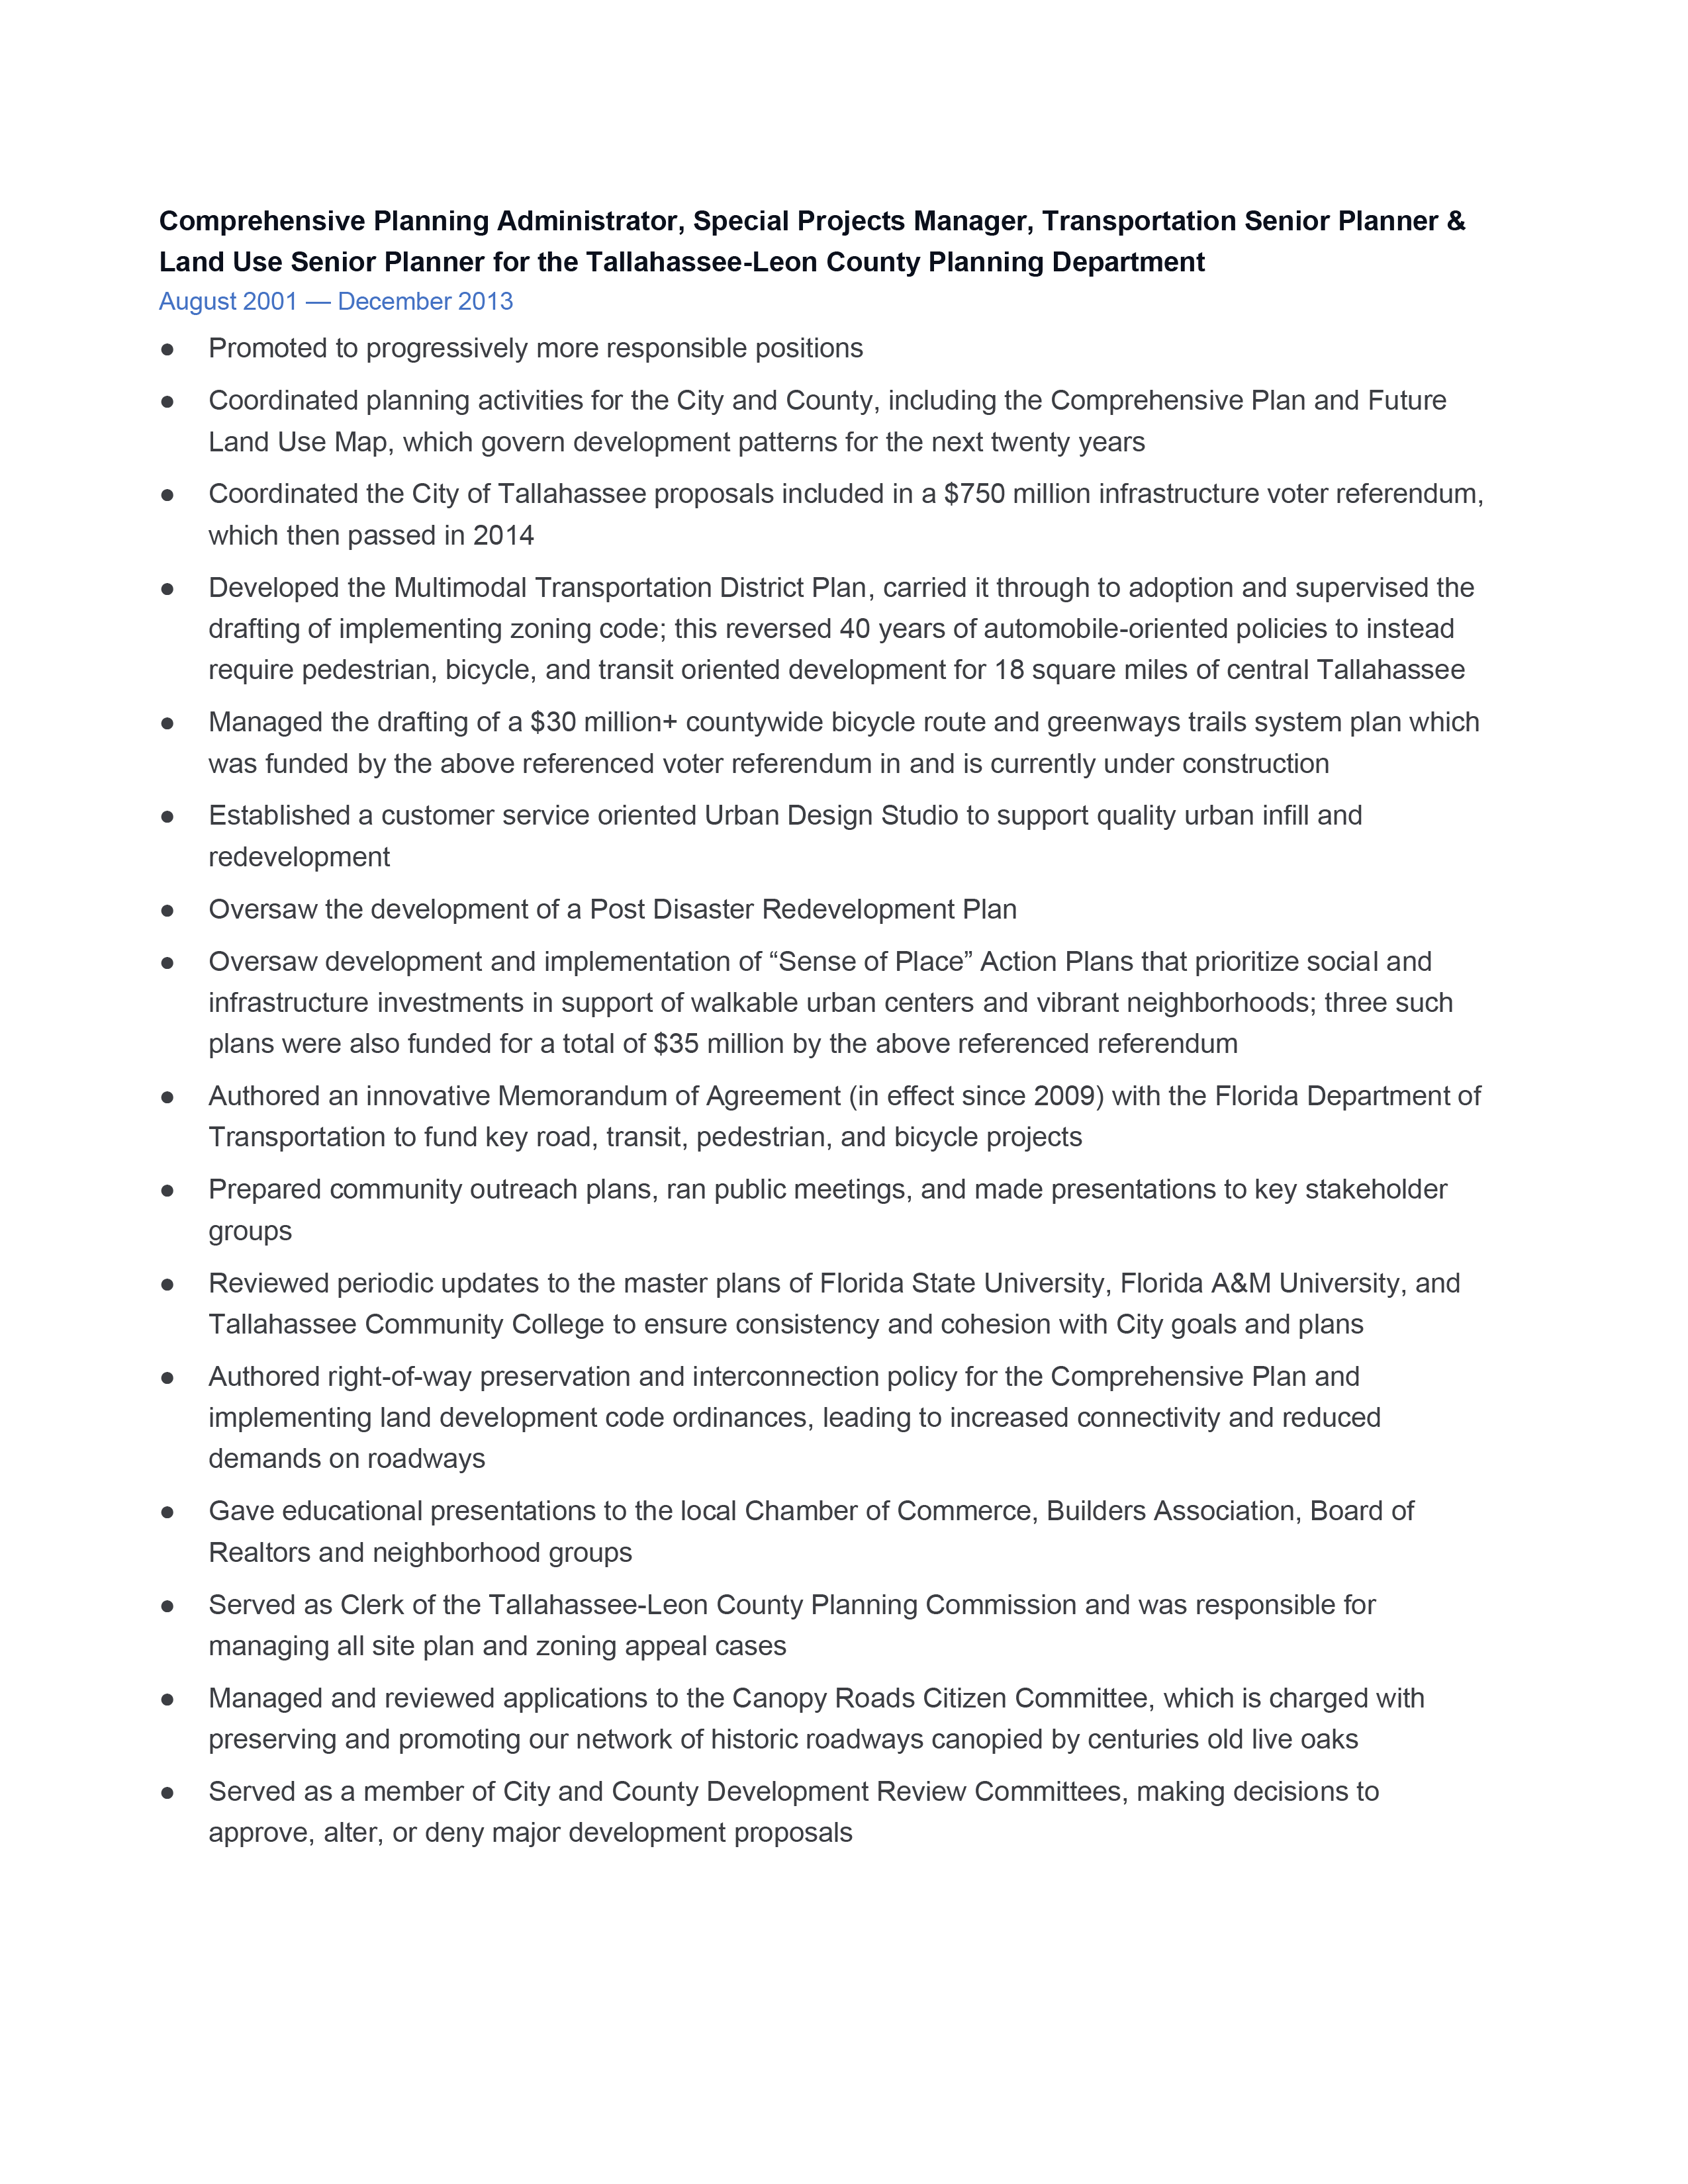 Comprehensive Planning Administrator, Special Projects Manager, Transportation Senior Planner &
Land Use Senior Planner for the Tallahassee-Leon County Planning Department
August 2001 — December 2013
● Promoted to progressively more responsible positions
● Coordinated planning activities for the City and County, including the Comprehensive Plan and Future
Land Use Map, which govern development patterns for the next twenty years
● Coordinated the City of Tallahassee proposals included in a $750 million infrastructure voter referendum,
which then passed in 2014
● Developed the Multimodal Transportation District Plan, carried it through to adoption and supervised the
drafting of implementing zoning code; this reversed 40 years of automobile-oriented policies to instead
require pedestrian, bicycle, and transit oriented development for 18 square miles of central Tallahassee
● Managed the drafting of a $30 million+ countywide bicycle route and greenways trails system plan which
was funded by the above referenced voter referendum in and is currently under construction
● Established a customer service oriented Urban Design Studio to support quality urban infill and
redevelopment
● Oversaw the development of a Post Disaster Redevelopment Plan
● Oversaw development and implementation of “Sense of Place” Action Plans that prioritize social and
infrastructure investments in support of walkable urban centers and vibrant neighborhoods; three such
plans were also funded for a total of $35 million by the above referenced referendum
● Authored an innovative Memorandum of Agreement (in effect since 2009) with the Florida Department of
Transportation to fund key road, transit, pedestrian, and bicycle projects
● Prepared community outreach plans, ran public meetings, and made presentations to key stakeholder
groups
● Reviewed periodic updates to the master plans of Florida State University, Florida A&M University, and
Tallahassee Community College to ensure consistency and cohesion with City goals and plans
● Authored right-of-way preservation and interconnection policy for the Comprehensive Plan and
implementing land development code ordinances, leading to increased connectivity and reduced
demands on roadways
● Gave educational presentations to the local Chamber of Commerce, Builders Association, Board of
Realtors and neighborhood groups
● Served as Clerk of the Tallahassee-Leon County Planning Commission and was responsible for
managing all site plan and zoning appeal cases
● Managed and reviewed applications to the Canopy Roads Citizen Committee, which is charged with
preserving and promoting our network of historic roadways canopied by centuries old live oaks
● Served as a member of City and County Development Review Committees, making decisions to
approve, alter, or deny major development proposals